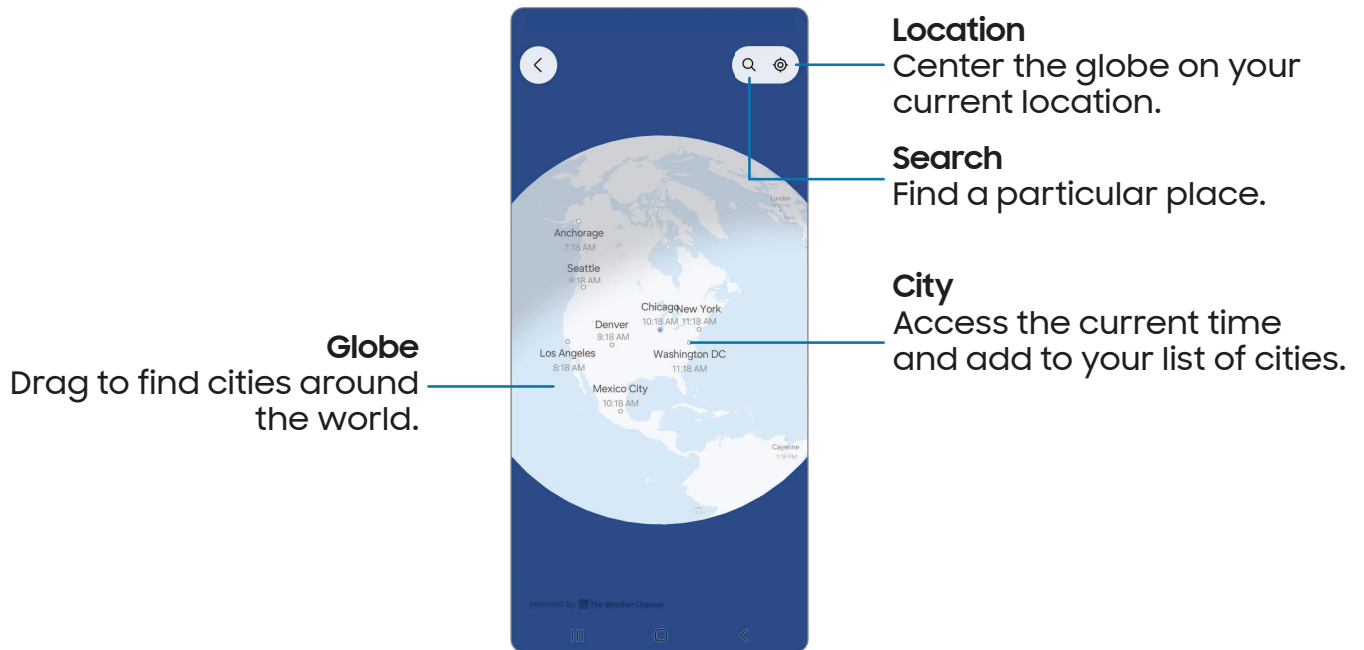 Location
Center the globe on your
current location.
Search
Find a particular place.
London
Anchorage
7:18 AM
Seattle
8:18 AM
Chicago
New York
10:18 AM 11:18 AM
Denver
9:18 AM
City
Access the current time
and add to your list of cities.
Globe
Drag to find cities around
the world.
Los Angeles
8:18 AM
Washington DC
11:18 AM
Mexico City
10:18 AM
Cayenne
1:18 PM
powered by The Weather Channel